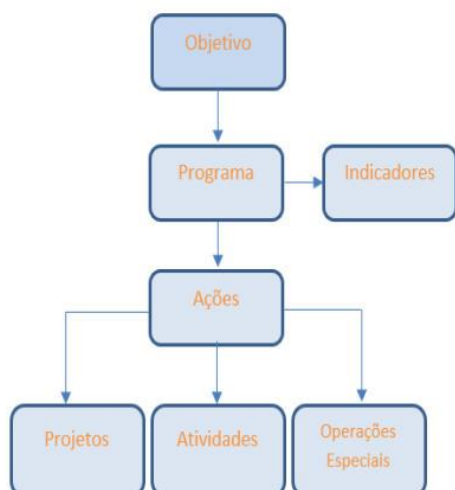 Objetivo
Programa
Indicadores
Ações
Projetos
Atividades
Operações
Especiais